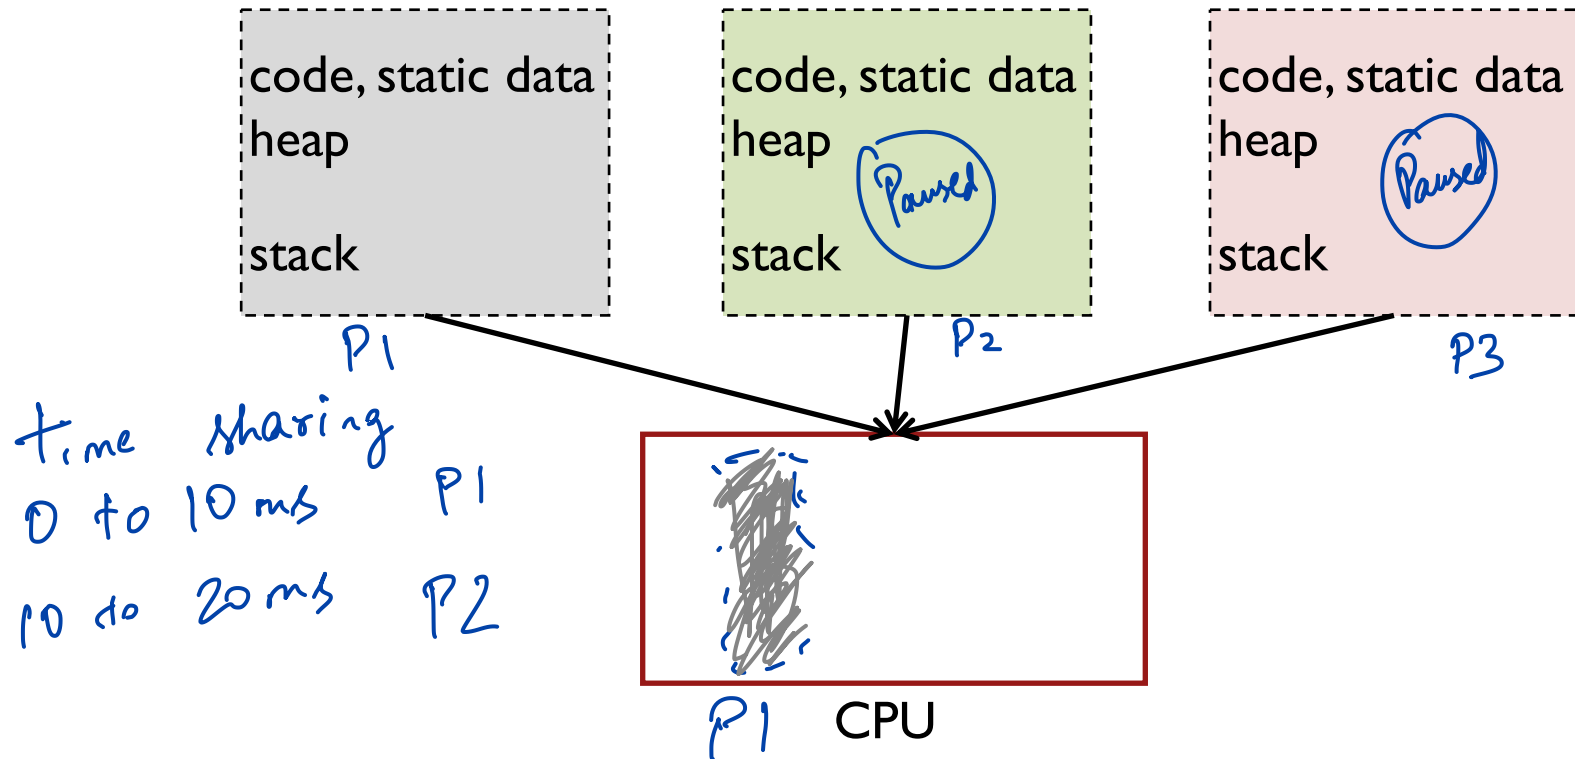 code, static data
heap
Paused
stack
P1
code, static data
heap
Paused
stack
P2
code, static data
heap
Paused
stack
P3
time sharing
0 to 10 ms P1
10 to 20 ms P2
P1
CPU